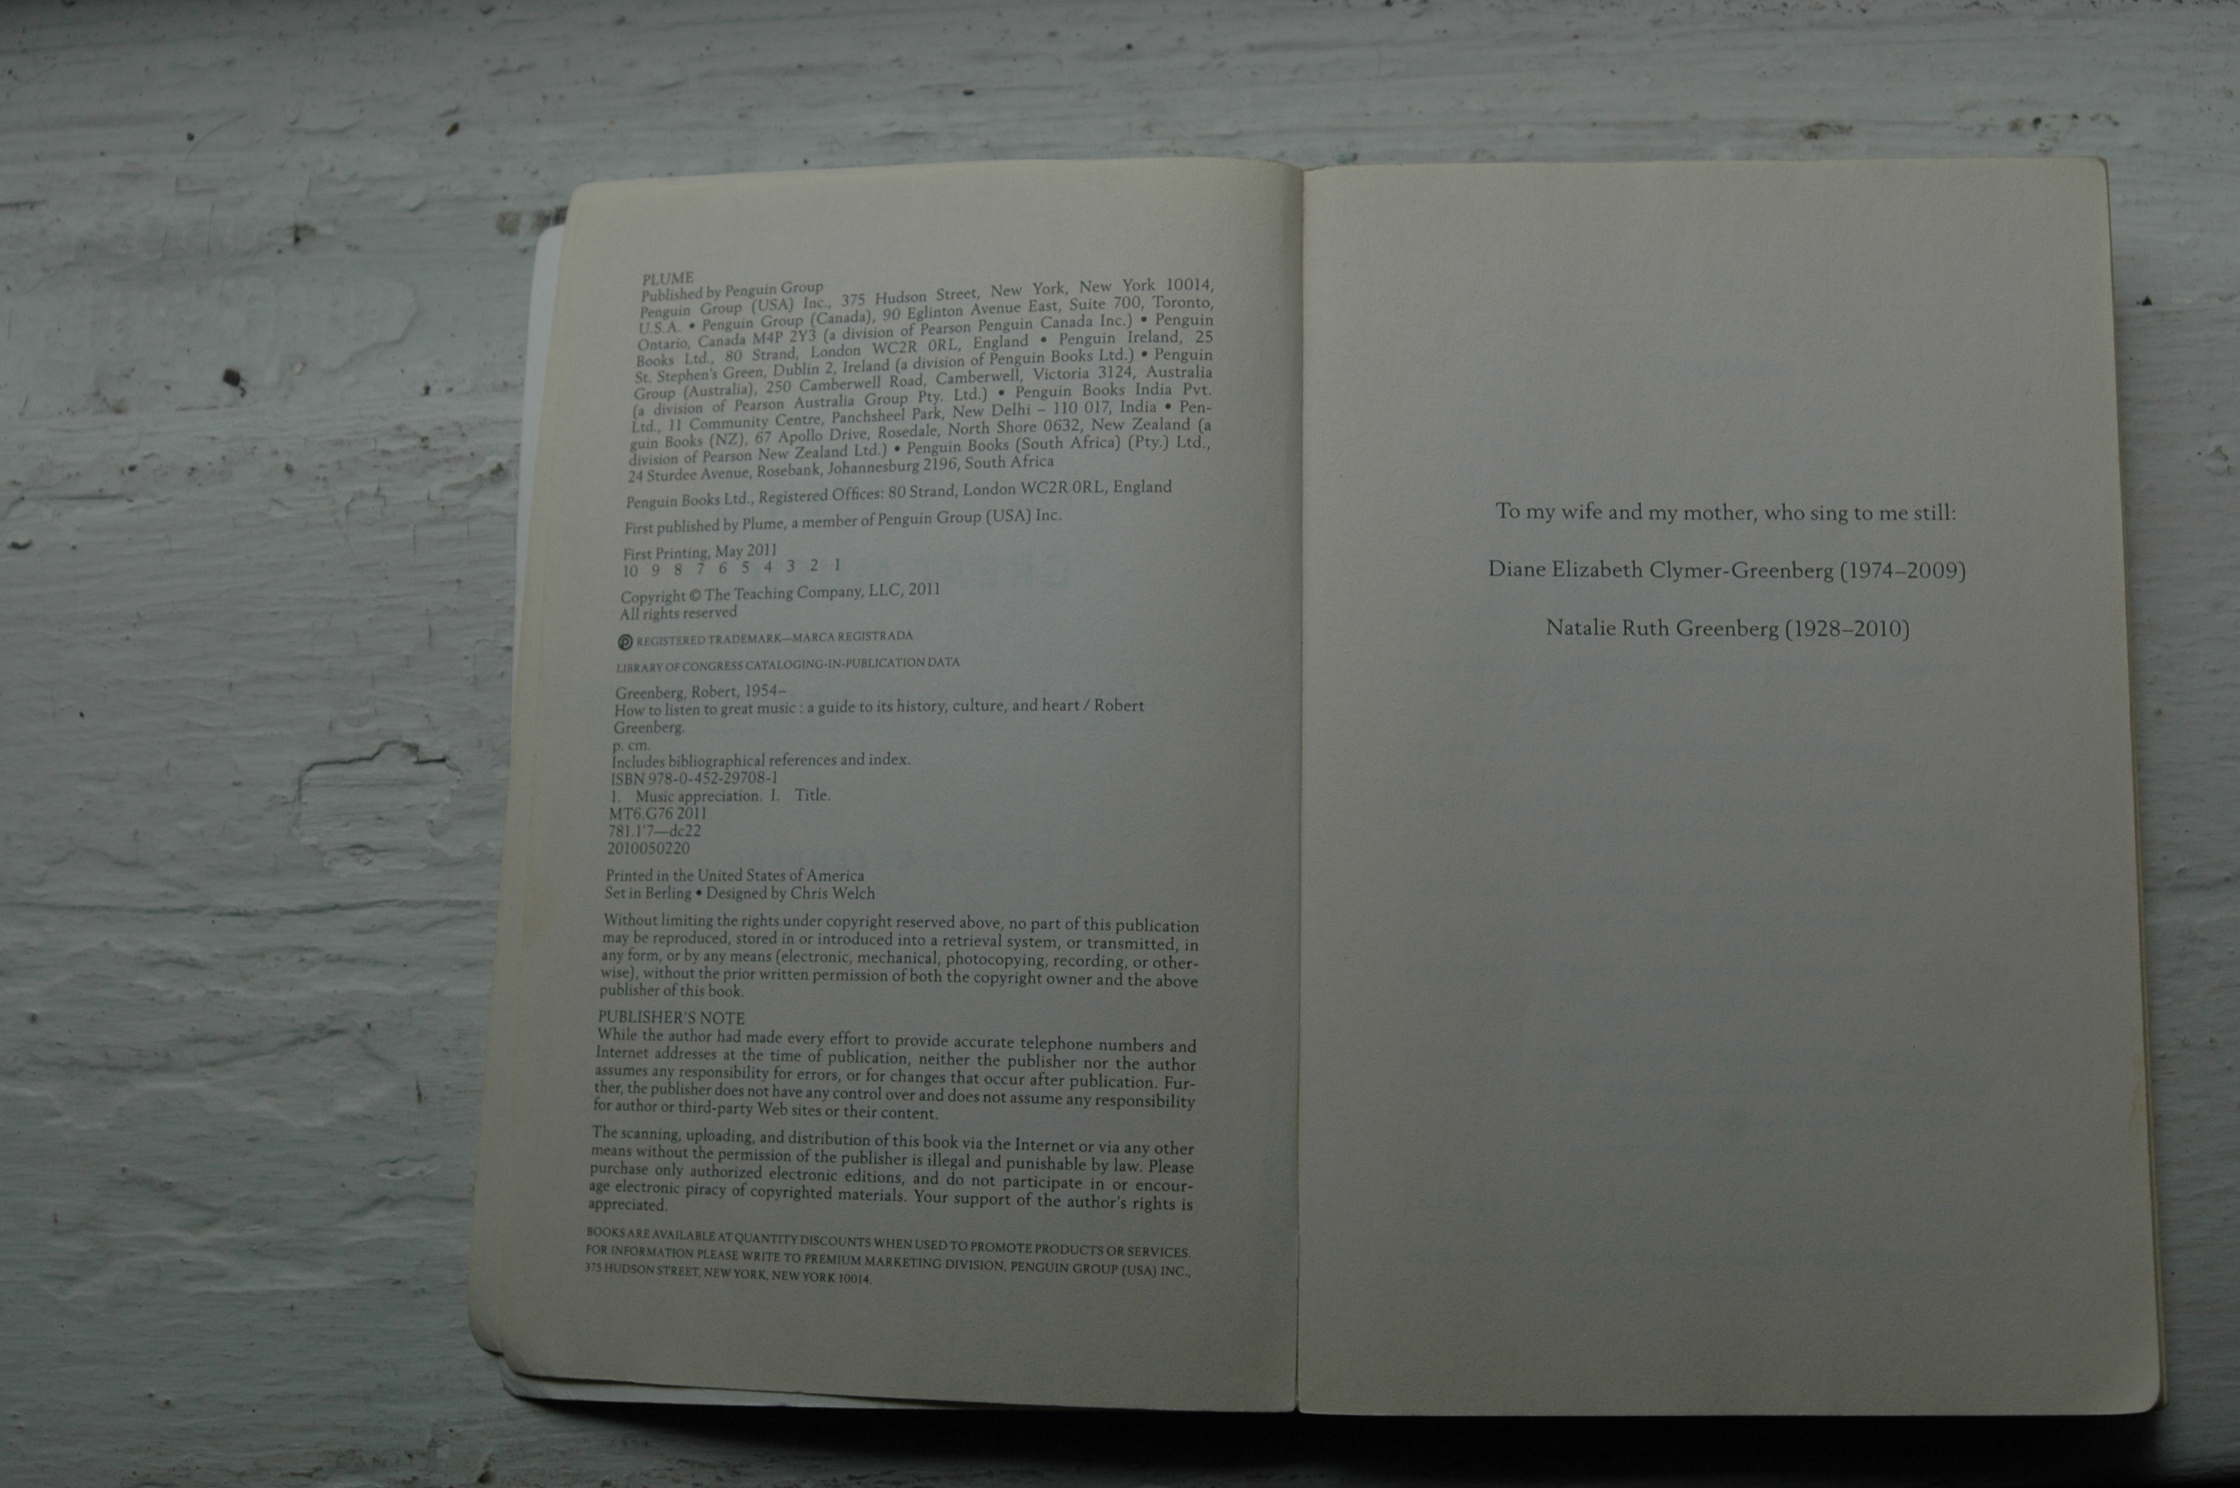 PLUME
Published by Penguin Group
Penguin Group (USA) Inc., 375 Hudson Street, New York, New York 10014,
U.S.A. • Penguin Group (Canada), 90 Eglinton Avenue East, Suite 700, Toronto,
Ontario, Canada M4P 2Y3 (a division of Pearson Penguin Canada Inc.) • Penguin
Books Ltd., 80 Strand, London WC2R 0RL, England • Penguin Ireland, 25
St. Stephen's Green, Dublin 2, Ireland (a division of Penguin Books Ltd.) • Penguin
Group (Australia), 250 Camberwell Road, Camberwell, Victoria 3124, Australia
(a division of Pearson Australia Group Pty. Ltd.) • Penguin Books India Pvt.
Ltd., 11 Community Centre, Panchsheel Park, New Delhi – 110 017, India • Pen-
guin Books (NZ), 67 Apollo Drive, Rosedale, North Shore 0632, New Zealand (a
division of Pearson New Zealand Ltd.) • Penguin Books (South Africa) (Pty.) Ltd.,
24 Sturdee Avenue, Rosebank, Johannesburg 2196, South Africa
Penguin Books Ltd., Registered Offices: 80 Strand, London WC2R 0RL, England
First published by Plume, a member of Penguin Group (USA) Inc.
First Printing, May 2011
10 9 8 7 6 5 4 3 2 1
Copyright © The Teaching Company, LLC, 2011
All rights reserved
REGISTERED TRADEMARK—MARCA REGISTRADA
LIBRARY OF CONGRESS CATALOGING-IN-PUBLICATION DATA
Greenberg, Robert, 1954–
How to listen to great music : a guide to its history, culture, and heart / Robert
Greenberg.
p. cm.
Includes bibliographical references and index.
ISBN 978-0-452-29708-1
1. Music appreciation. I. Title.
MT6.G76 2011
781.1'7—dc22
2010050220
Printed in the United States of America
Set in Berling • Designed by Chris Welch
Without limiting the rights under copyright reserved above, no part of this publication
may be reproduced, stored in or introduced into a retrieval system, or transmitted, in
any form, or by any means (electronic, mechanical, photocopying, recording, or other-
wise), without the prior written permission of both the copyright owner and the above
publisher of this book.
PUBLISHER'S NOTE
While the author had made every effort to provide accurate telephone numbers and
Internet addresses at the time of publication, neither the publisher nor the author
assumes any responsibility for errors, or for changes that occur after publication. Fur-
ther, the publisher does not have any control over and does not assume any responsibility
for author or third-party Web sites or their content.
The scanning, uploading, and distribution of this book via the Internet or via any other
means without the permission of the publisher is illegal and punishable by law. Please
purchase only authorized electronic editions, and do not participate in or encour-
age electronic piracy of copyrighted materials. Your support of the author's rights is
appreciated.
BOOKS ARE AVAILABLE AT QUANTITY DISCOUNTS WHEN USED TO PROMOTE PRODUCTS OR SERVICES.
FOR INFORMATION PLEASE WRITE TO PREMIUM MARKETING DIVISION, PENGUIN GROUP (USA) INC.,
375 HUDSON STREET, NEW YORK, NEW YORK 10014.
To my wife and my mother, who sing to me still:
Diane Elizabeth Clymer-Greenberg (1974–2009)
Natalie Ruth Greenberg (1928–2010)